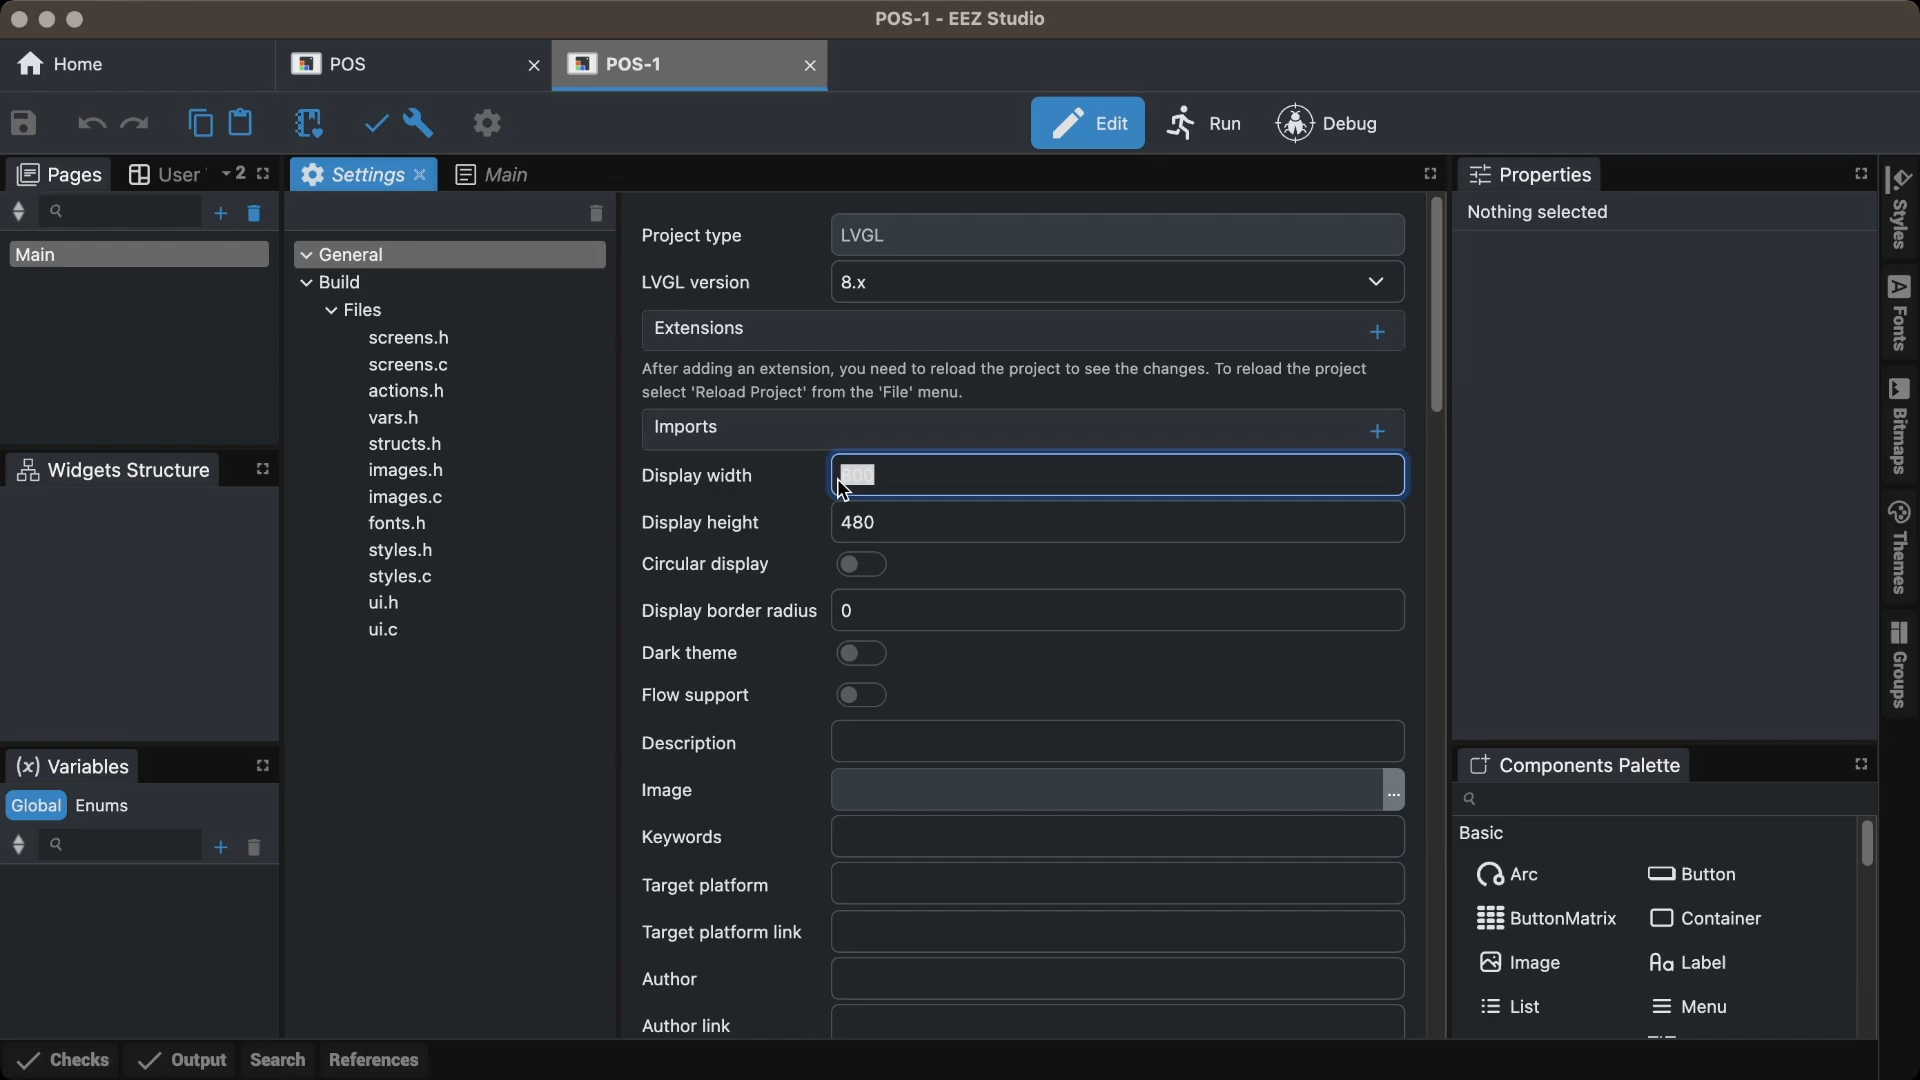 POS-1 - EEZ Studio
Home
POS
POS-1
Edit
Run
Debug
Pages
User
2
Settings
Main
Properties
Nothing selected
Main
General
Build
Files
screens.h
screens.c
actions.h
vars.h
structs.h
images.h
images.c
fonts.h
styles.h
styles.c
ui.h
ui.c
Project type LVGL
LVGL version 8.x
Extensions
After adding an extension, you need to reload the project to see the changes. To reload the project
select 'Reload Project' from the 'File' menu.
Imports
Display width 800
Display height 480
Circular display
Display border radius 0
Dark theme
Flow support
Description
Image ...
Keywords
Target platform
Target platform link
Author
Author link
Widgets Structure
(x) Variables
Global Enums
Components Palette
Basic
Arc Button
ButtonMatrix Container
Image Label
List Menu
Styles
Fonts
Bitmaps
Themes
Groups
Checks Output Search References